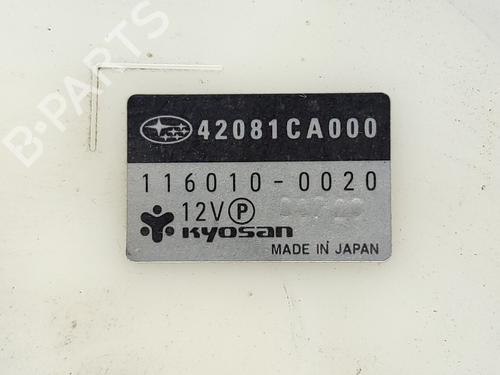 B-PARTS
42081CA000
116010-0020
12V P
KYOSAN
MADE IN JAPAN